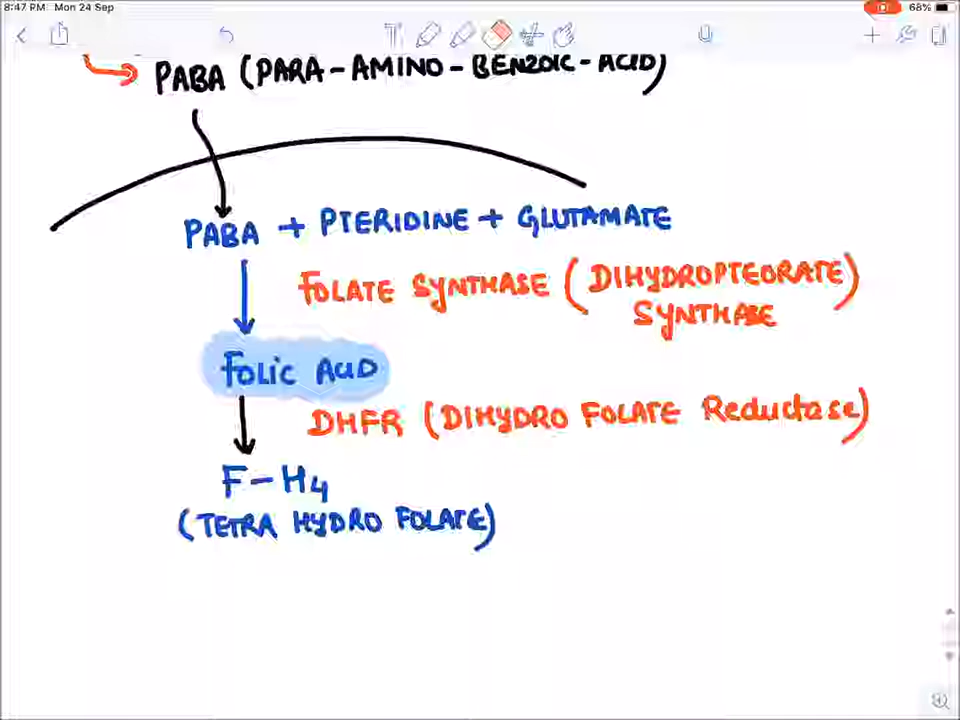 8:47 PM Mon 24 Sep
68%
PABA (PARA-AMINO-BENZOIC-ACID)
PABA + PTERIDINE + GLUTAMATE
FOLATE SYNTHASE (DIHYDROPTEORATE)
SYNTHASE
FOLIC ACID
DHFR (DIHYDRO FOLATE Reductase)
F-H4
(TETRA HYDRO FOLATE)